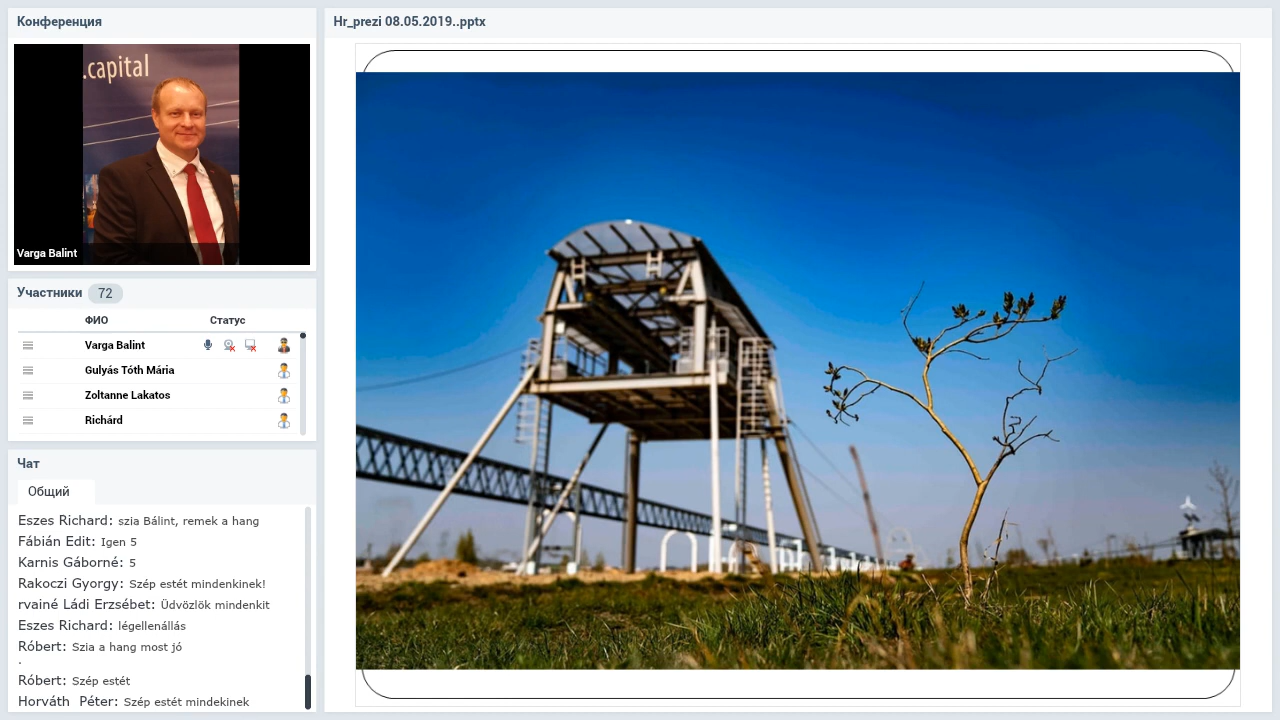 Конференция
.capital
Varga Balint
Участники 72
ФИО Статус
Varga Balint
Gulyás Tóth Mária
Zoltanne Lakatos
Richárd
Чат
Общий
Eszes Richard: szia Bálint, remek a hang
Fábián Edit: Igen 5
Karnis Gáborné: 5
Rakoczi Gyorgy: Szép estét mindenkinek!
rvainé Ládi Erzsébet: Üdvözlök mindenkit
Eszes Richard: légellenállás
Róbert: Szia a hang most jó
.
Róbert: Szép estét
Horváth Péter: Szép estét mindekinek
Hr_prezi 08.05.2019..pptx